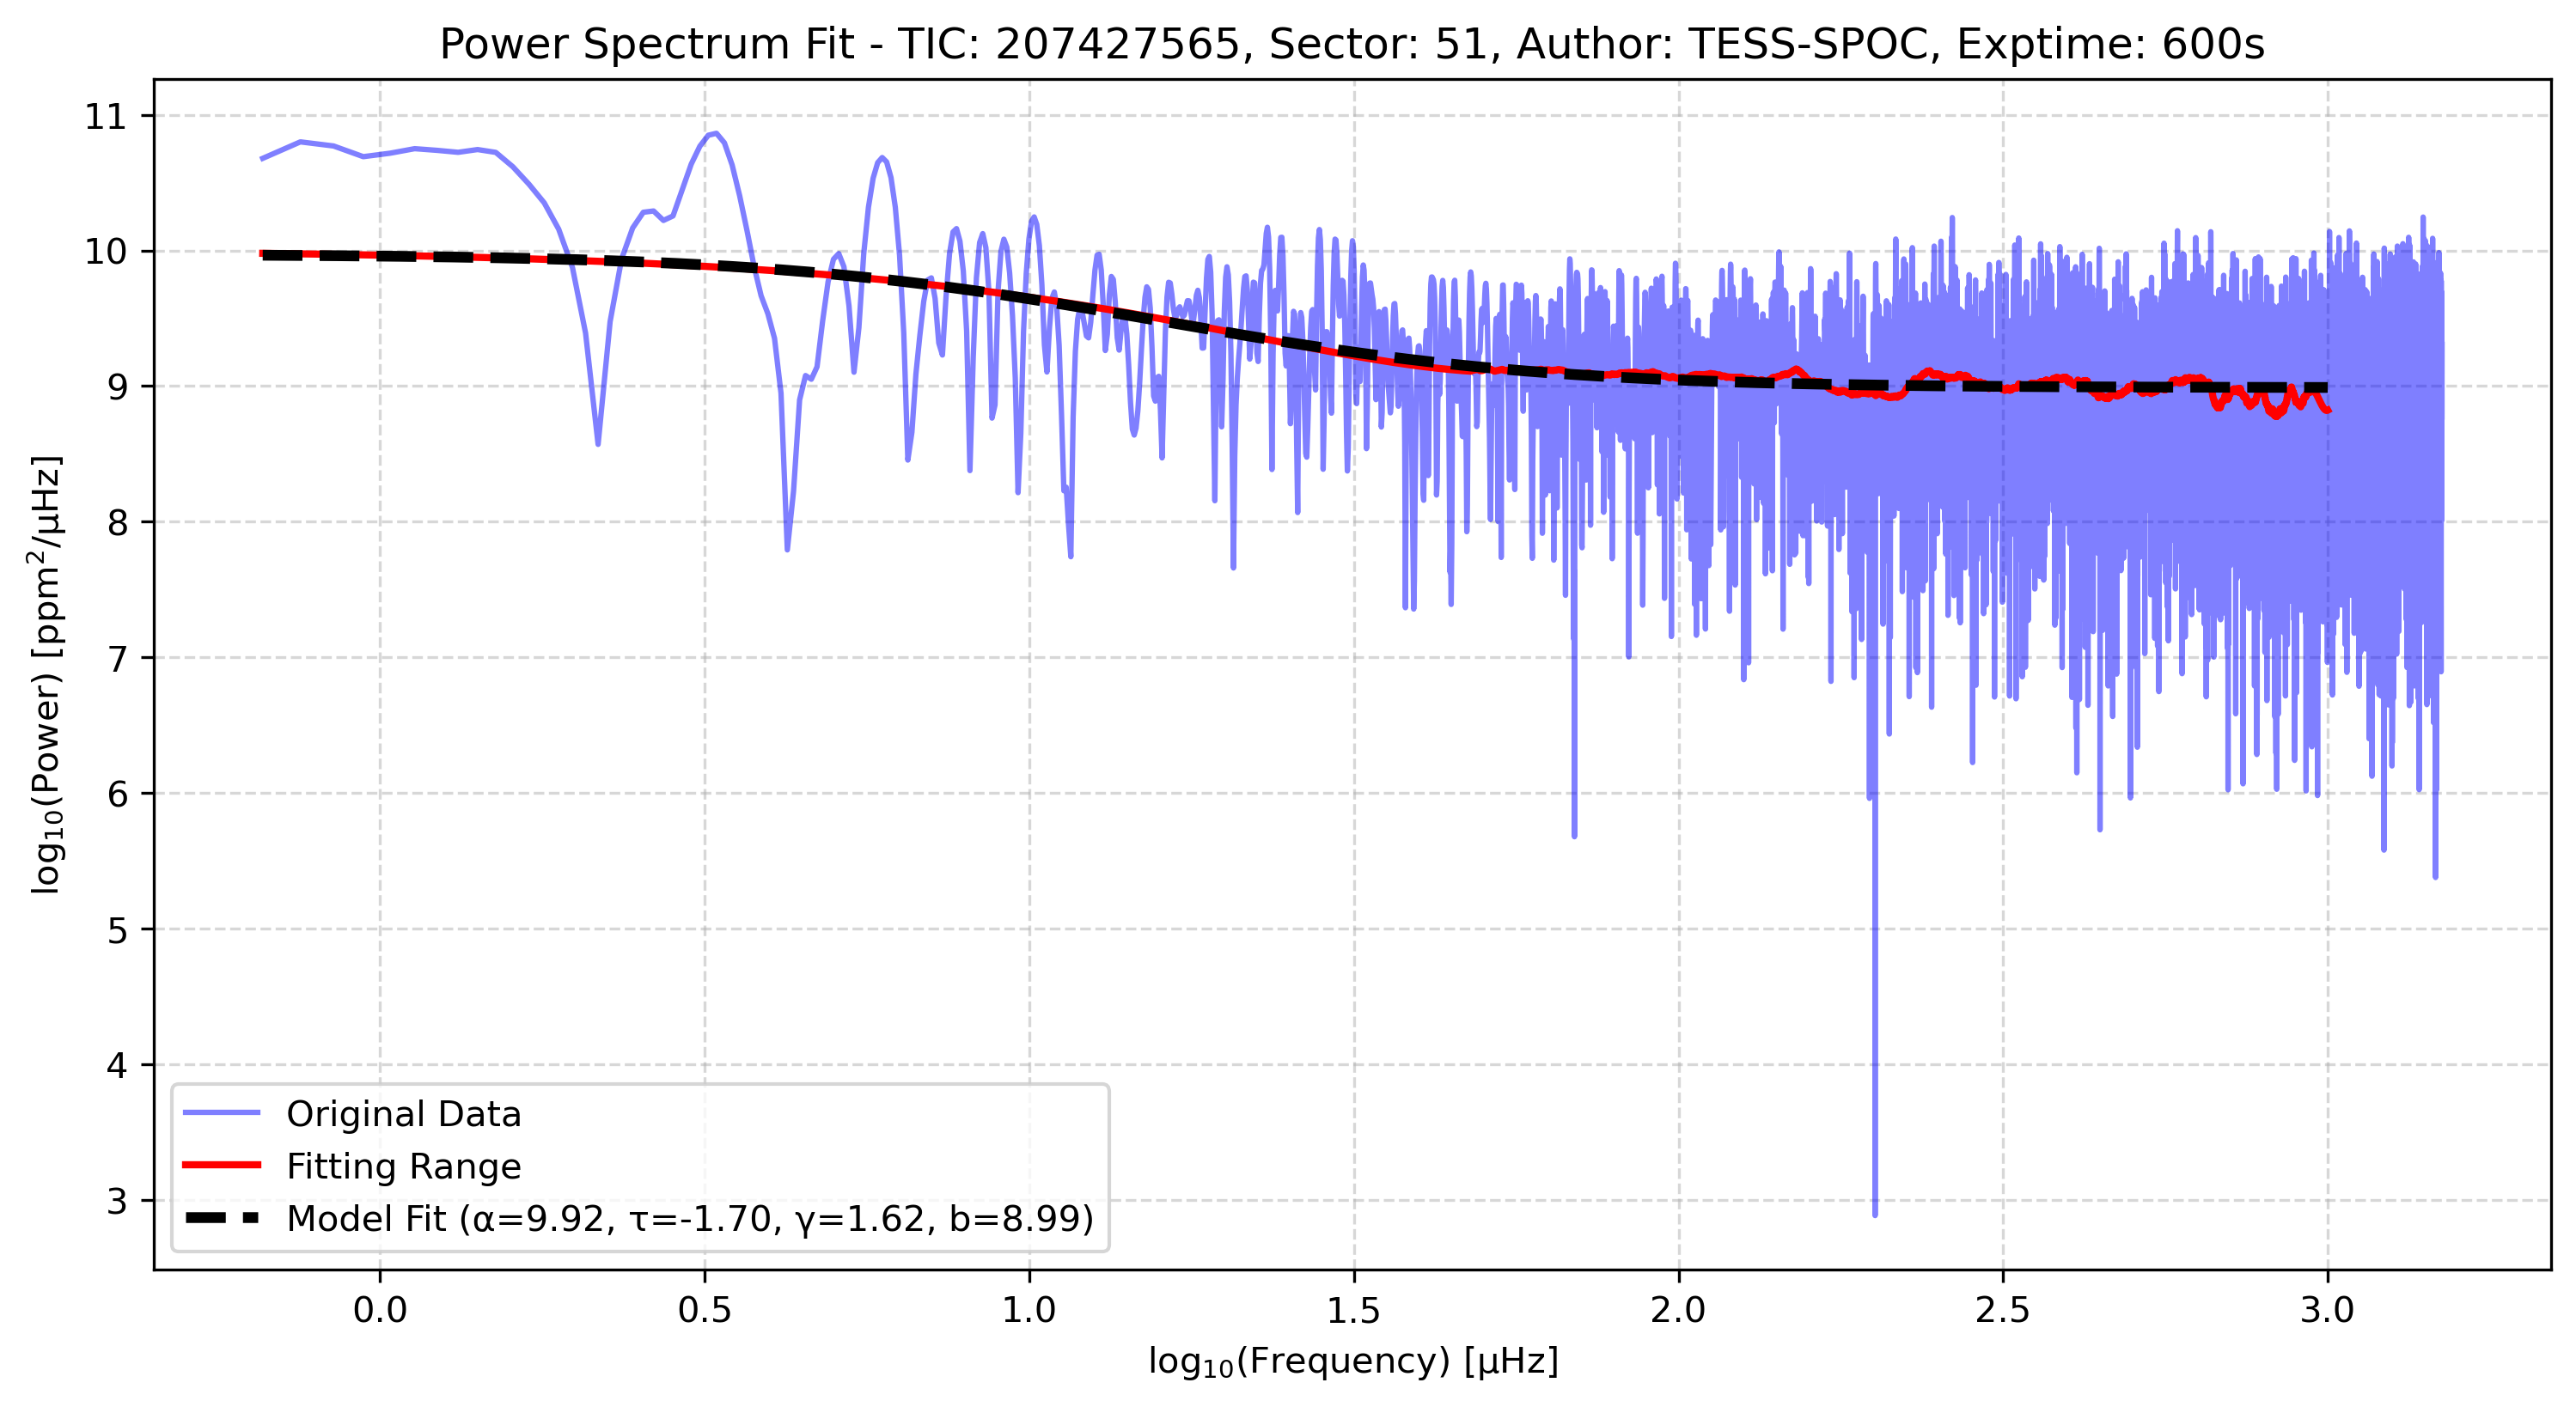 Power Spectrum Fit - TIC: 207427565, Sector: 51, Author: TESS-SPOC, Exptime: 600s
log₁₀(Power) [ppm²/μHz]
11
10
9
8
7
6
5
4
3
Original Data
Fitting Range
Model Fit (α=9.92, τ=-1.70, γ=1.62, b=8.99)
0.0 0.5 1.0 1.5 2.0 2.5 3.0
log₁₀(Frequency) [μHz]